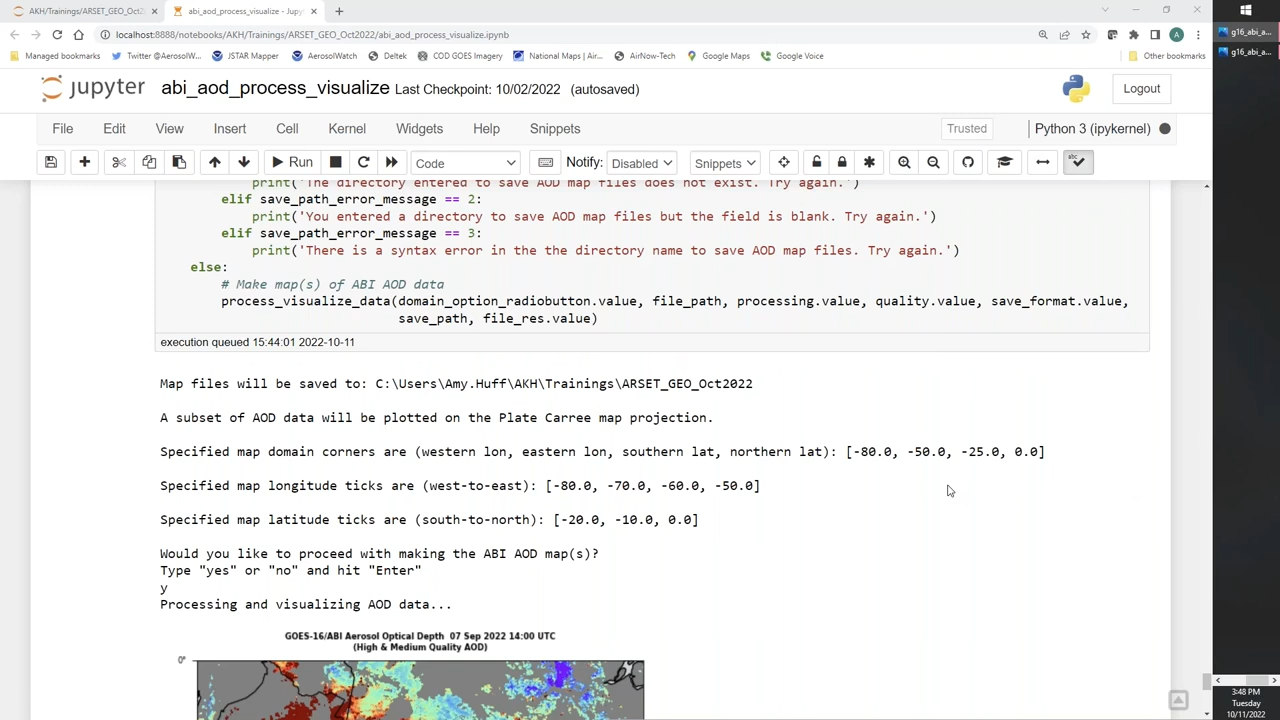 AKH/Trainings/ARSET_GEO_Oct2022/
abi_aod_process_visualize - Jupy
localhost:8888/notebooks/AKH/Trainings/ARSET_GEO_Oct2022/abi_aod_process_visualize.ipynb
Managed bookmarks
Twitter @AerosolW...
JSTAR Mapper
AerosolWatch
Deltek
COD GOES Imagery
National Maps | Air...
AirNow-Tech
Google Maps
Google Voice
Other bookmarks
jupyter abi_aod_process_visualize Last Checkpoint: 10/02/2022 (autosaved)
Logout
File Edit View Insert Cell Kernel Widgets Help Snippets
Trusted
Python 3 (ipykernel)
Run
Code
Notify: Disabled
Snippets
print('The directory entered to save AOD map files does not exist. Try again.')
elif save_path_error_message == 2:
print('You entered a directory to save AOD map files but the field is blank. Try again.')
elif save_path_error_message == 3:
print('There is a syntax error in the the directory name to save AOD map files. Try again.')
else:
# Make map(s) of ABI AOD data
process_visualize_data(domain_option_radiobutton.value, file_path, processing.value, quality.value, save_format.value,
save_path, file_res.value)
execution queued 15:44:01 2022-10-11
Map files will be saved to: C:\Users\Amy.Huff\AKH\Trainings\ARSET_GEO_Oct2022
A subset of AOD data will be plotted on the Plate Carree map projection.
Specified map domain corners are (western lon, eastern lon, southern lat, northern lat): [-80.0, -50.0, -25.0, 0.0]
Specified map longitude ticks are (west-to-east): [-80.0, -70.0, -60.0, -50.0]
Specified map latitude ticks are (south-to-north): [-20.0, -10.0, 0.0]
Would you like to proceed with making the ABI AOD map(s)?
Type "yes" or "no" and hit "Enter"
y
Processing and visualizing AOD data...
GOES-16/ABI Aerosol Optical Depth 07 Sep 2022 14:00 UTC
(High & Medium Quality AOD)
0°
g16_abi_a...
g16_abi_a...
3:48 PM
Tuesday
10/11/2022